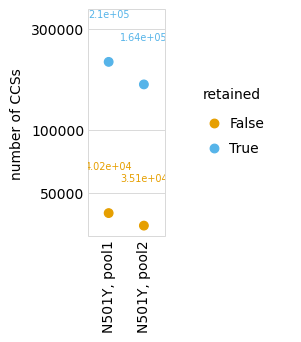 2.1e+05
300000
1.64e+05
number of CCSs
retained
False
True
100000
4.02e+04
3.51e+04
50000
N501Y, pool1
N501Y, pool2